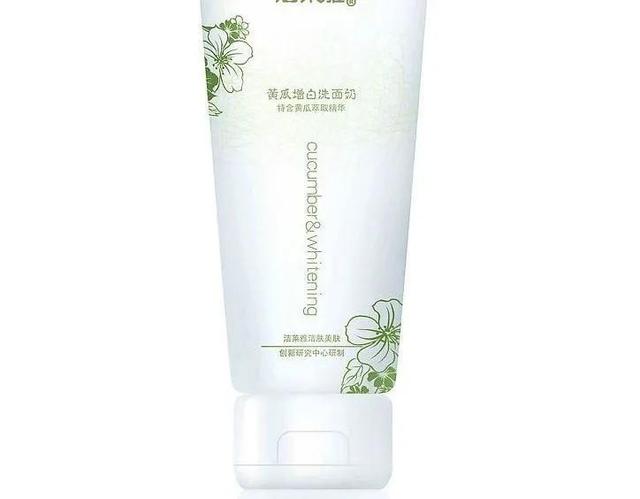 黄瓜增白洗面奶
特含黄瓜萃取精华
cucumber&whitening
洁莱雅洁肤美肤
创新研究中心研制